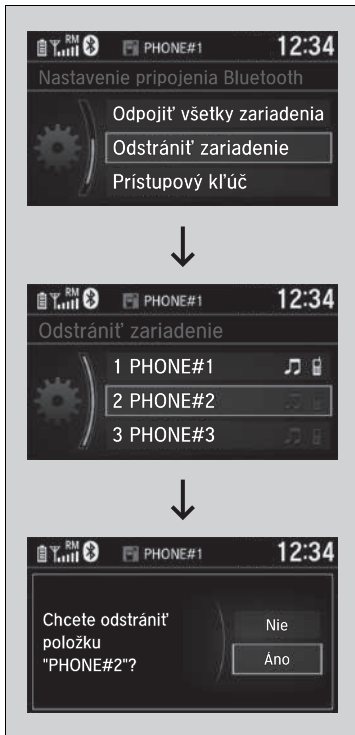 RM PHONE#1 12:34
Nastavenie pripojenia Bluetooth
Odpojiť všetky zariadenia
Odstrániť zariadenie
Prístupový kľúč
RM PHONE#1 12:34
Odstrániť zariadenie
1 PHONE#1
2 PHONE#2
3 PHONE#3
RM PHONE#1 12:34
Chcete odstrániť
položku
"PHONE#2"?
Nie
Áno